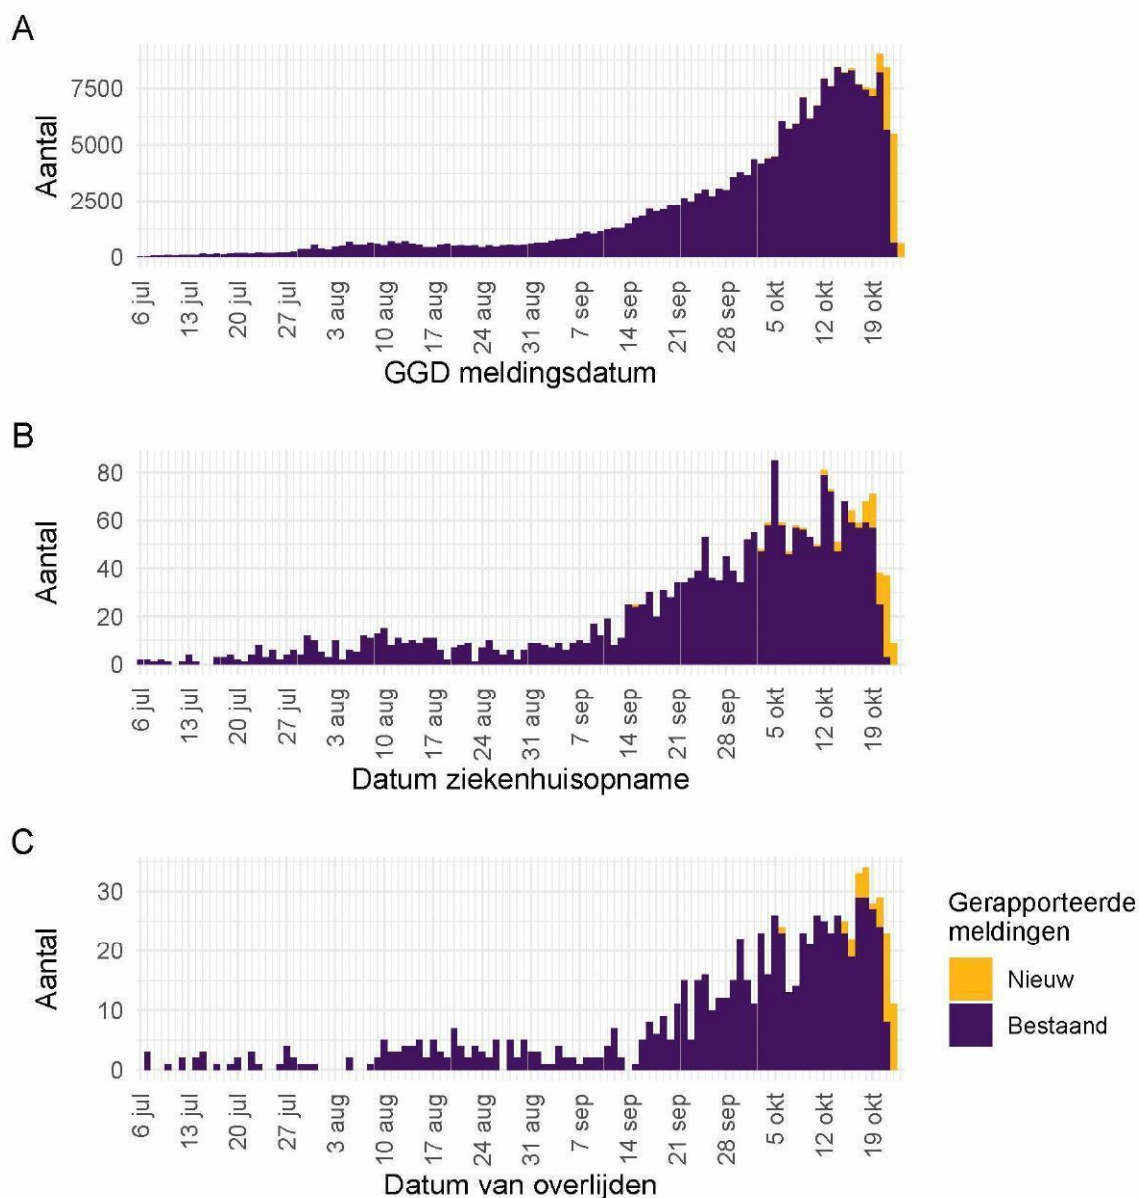 A
Aantal
7500
5000
2500
0
6 jul
13 jul
20 jul
27 jul
3 aug
10 aug
17 aug
24 aug
31 aug
7 sep
14 sep
21 sep
28 sep
5 okt
12 okt
19 okt
GGD meldingsdatum
B
Aantal
80
60
40
20
0
6 jul
13 jul
20 jul
27 jul
3 aug
10 aug
17 aug
24 aug
31 aug
7 sep
14 sep
21 sep
28 sep
5 okt
12 okt
19 okt
Datum ziekenhuisopname
C
Aantal
30
20
10
0
6 jul
13 jul
20 jul
27 jul
3 aug
10 aug
17 aug
24 aug
31 aug
7 sep
14 sep
21 sep
28 sep
5 okt
12 okt
19 okt
Datum van overlijden
Gerapporteerde
meldingen
Nieuw
Bestaand